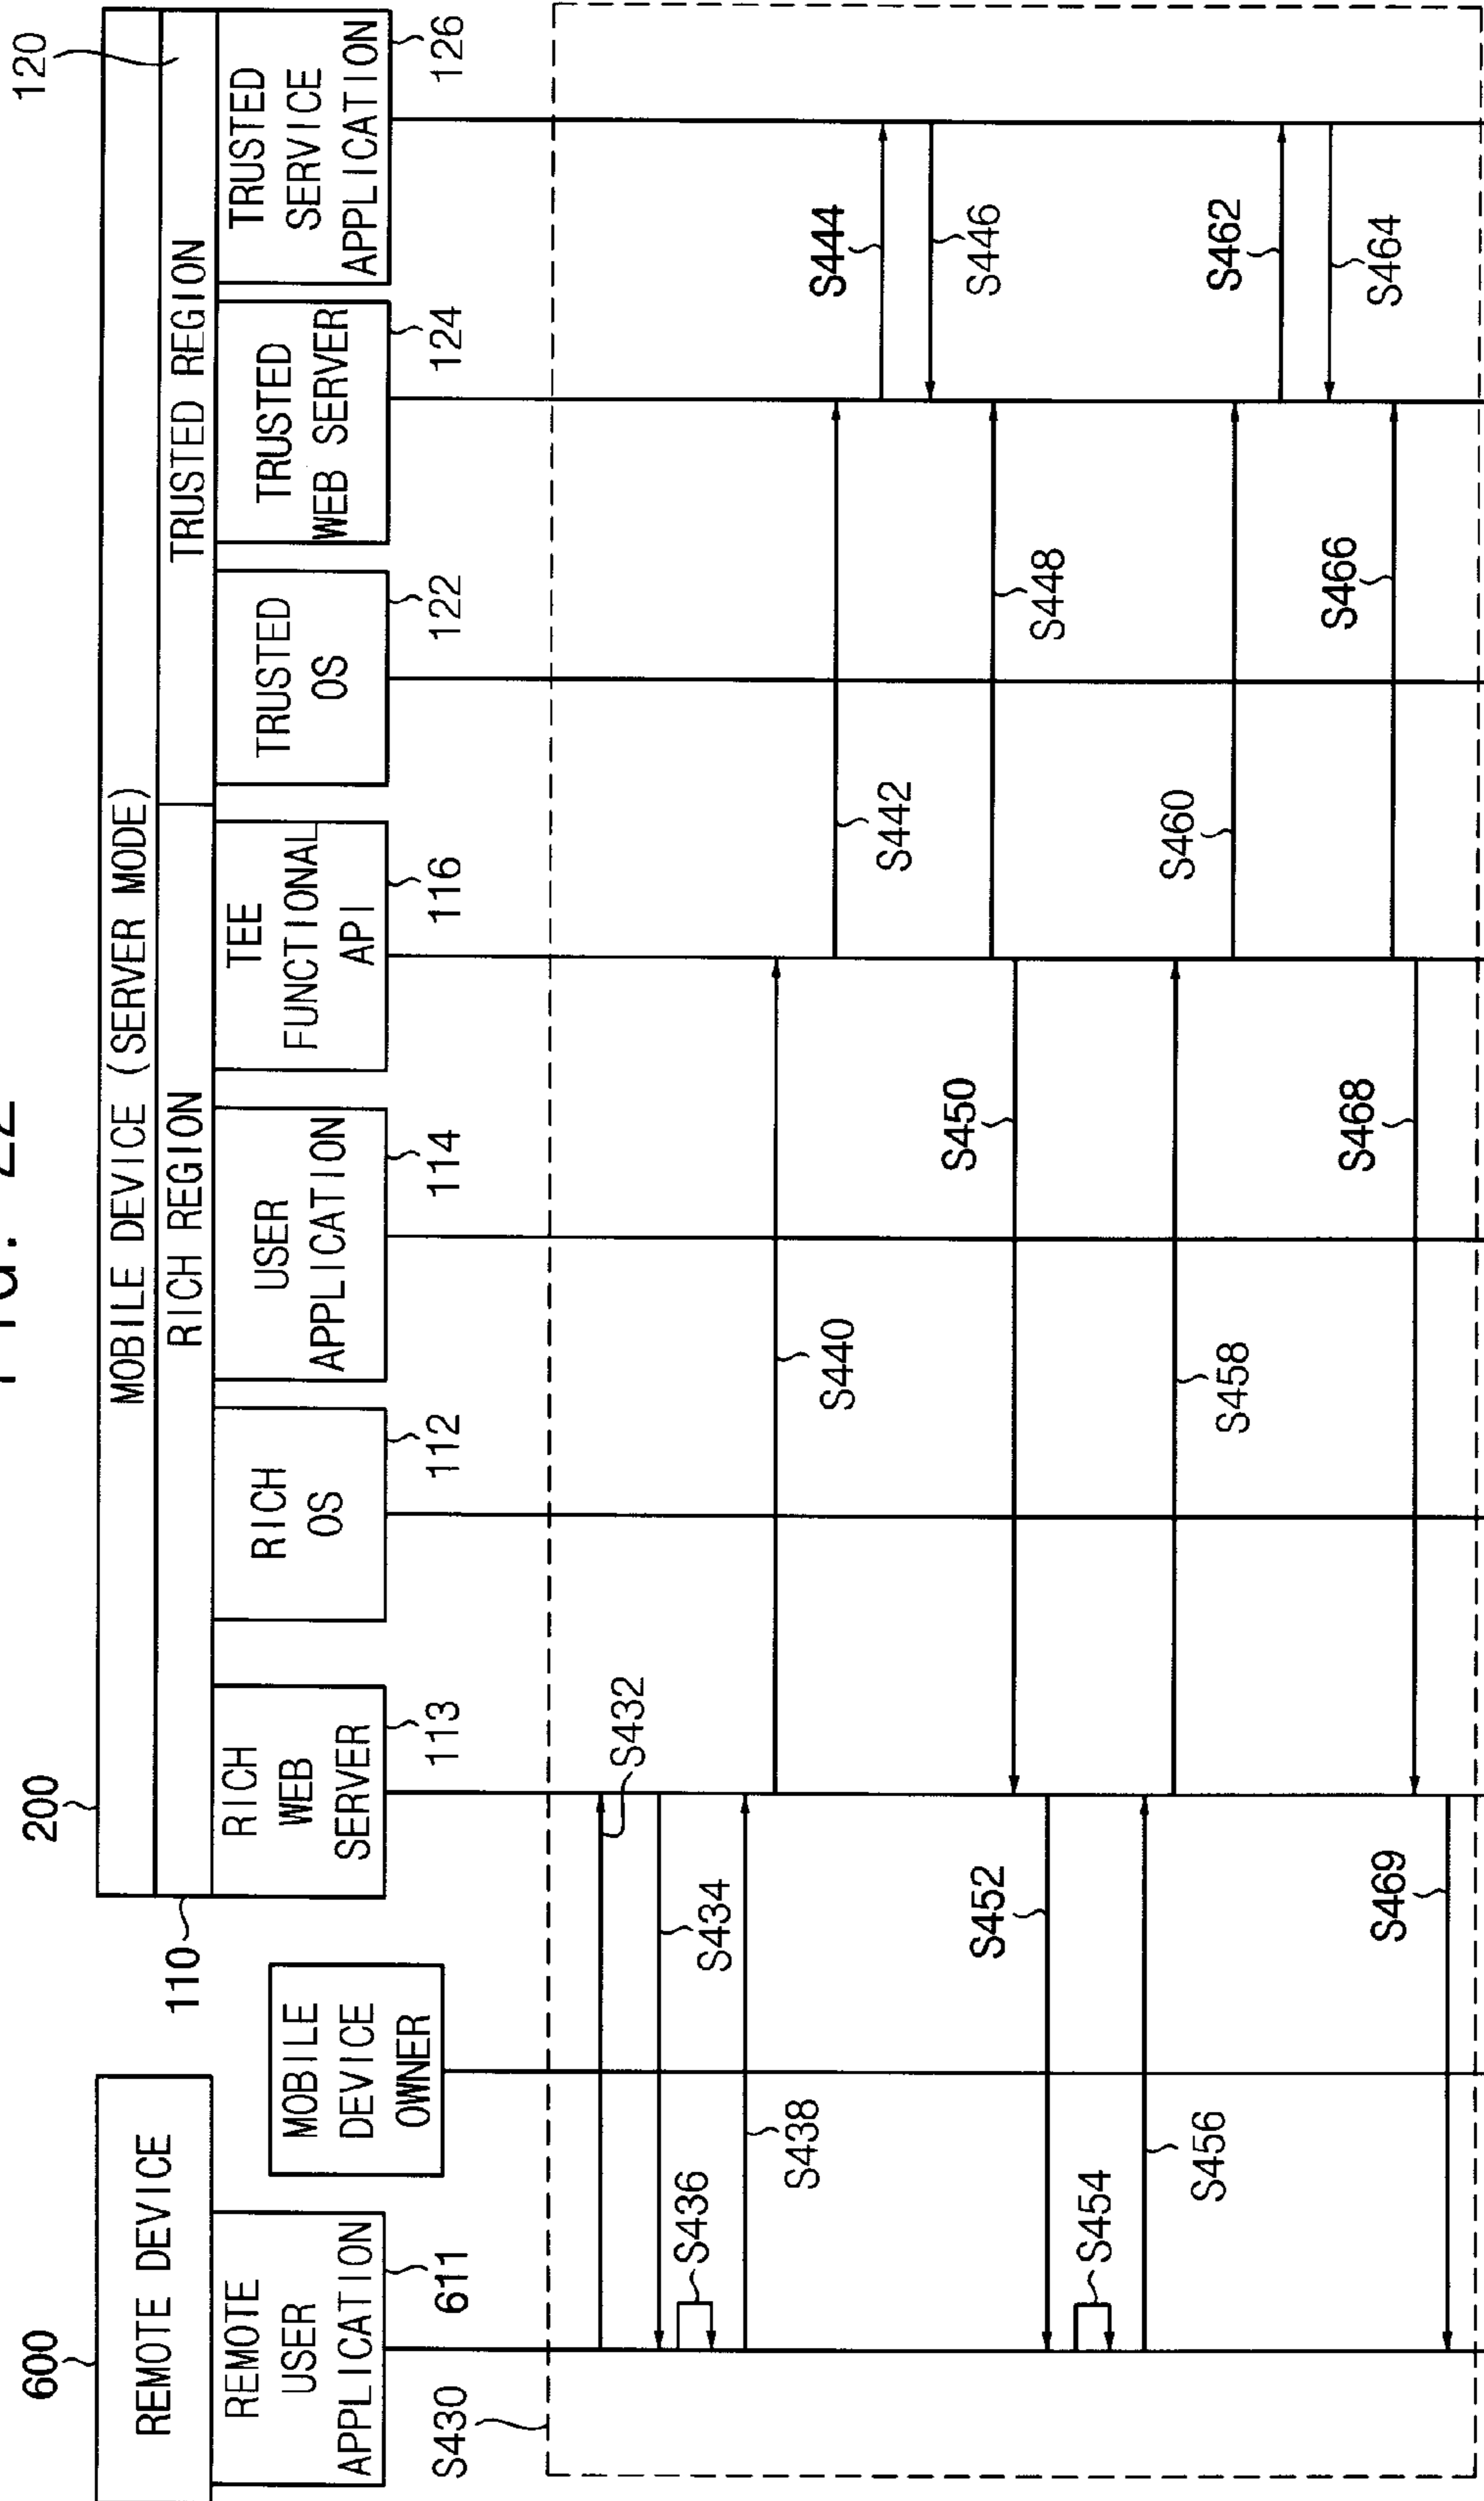 FIG. 22
600
REMOTE DEVICE
REMOTE
USER
APPLICATION
611
MOBILE
DEVICE
OWNER
200
MOBILE DEVICE (SERVER MODE)
110
RICH REGION
TRUSTED REGION
120
RICH
WEB
SERVER
113
RICH
OS
112
USER
APPLICATION
114
TEE
FUNCTIONAL
API
116
TRUSTED
OS
122
TRUSTED
WEB SERVER
124
TRUSTED
SERVICE
APPLICATION
126
S430
S432
S434
S436
S438
S440
S442
S444
S446
S448
S450
S452
S454
S456
S458
S460
S462
S464
S466
S468
S469